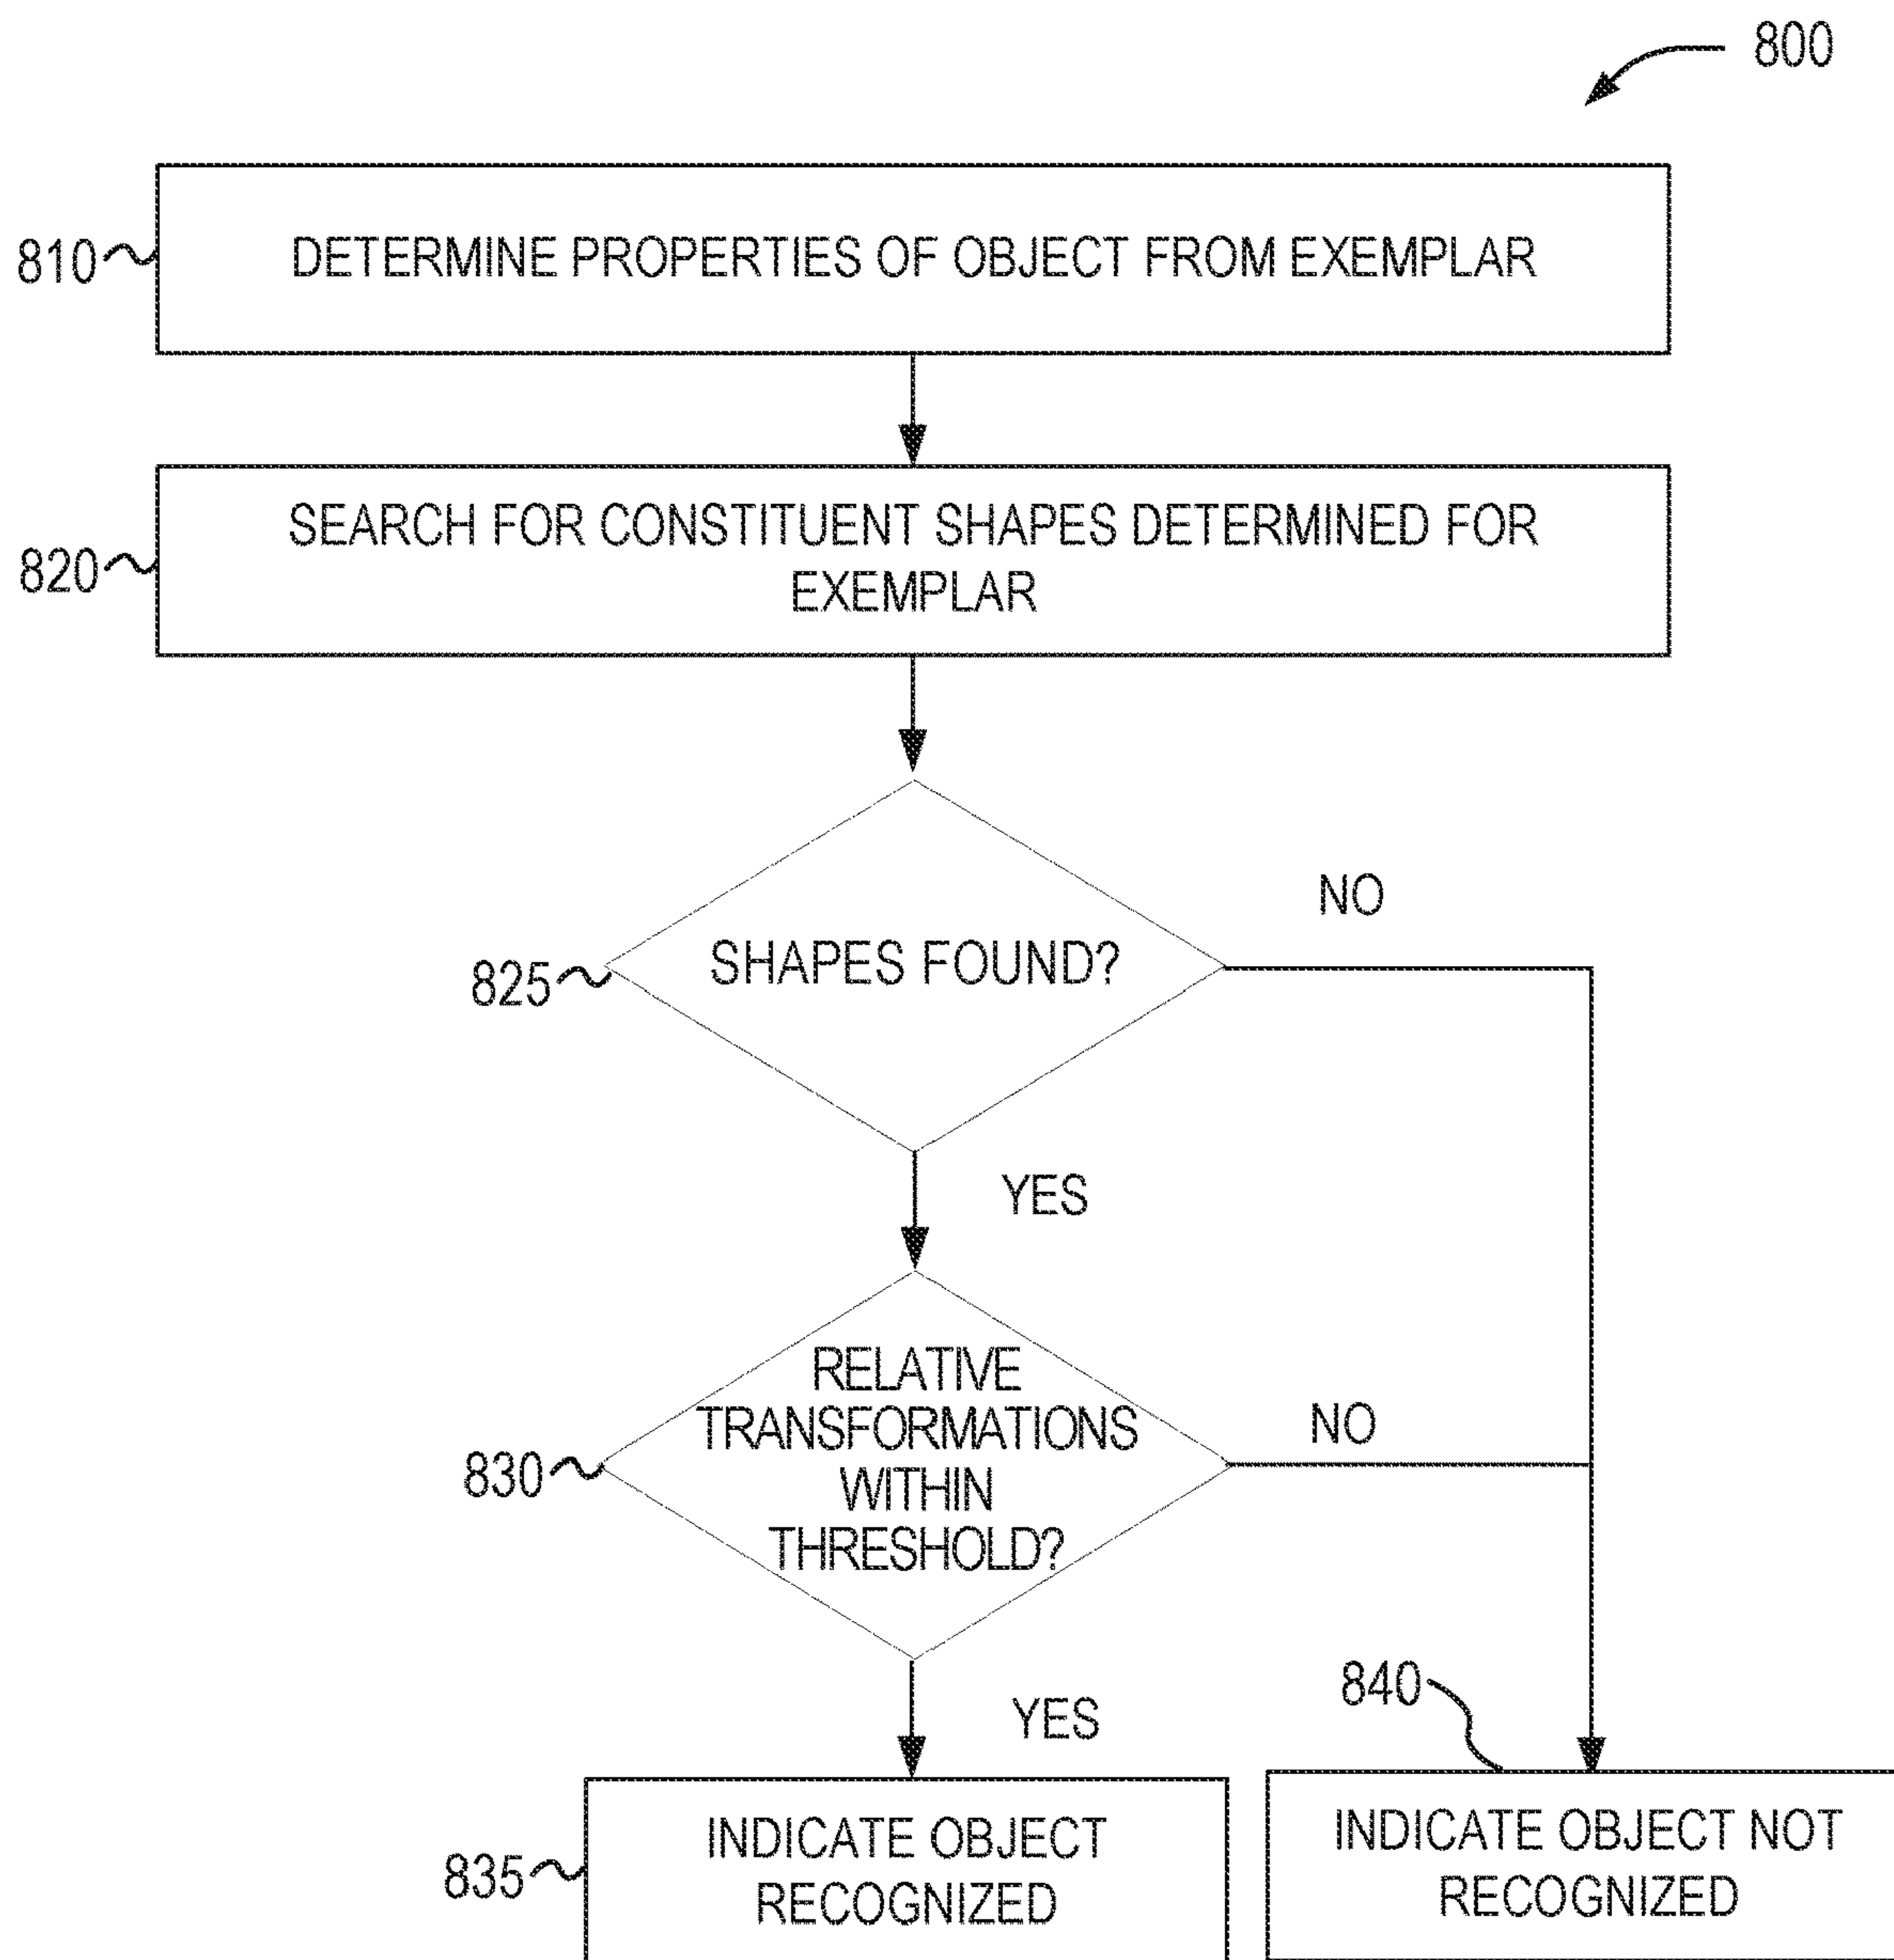 800
810
DETERMINE PROPERTIES OF OBJECT FROM EXEMPLAR
820
SEARCH FOR CONSTITUENT SHAPES DETERMINED FOR
EXEMPLAR
825
SHAPES FOUND?
NO
YES
830
RELATIVE
TRANSFORMATIONS
WITHIN
THRESHOLD?
NO
YES
835
INDICATE OBJECT
RECOGNIZED
840
INDICATE OBJECT NOT
RECOGNIZED